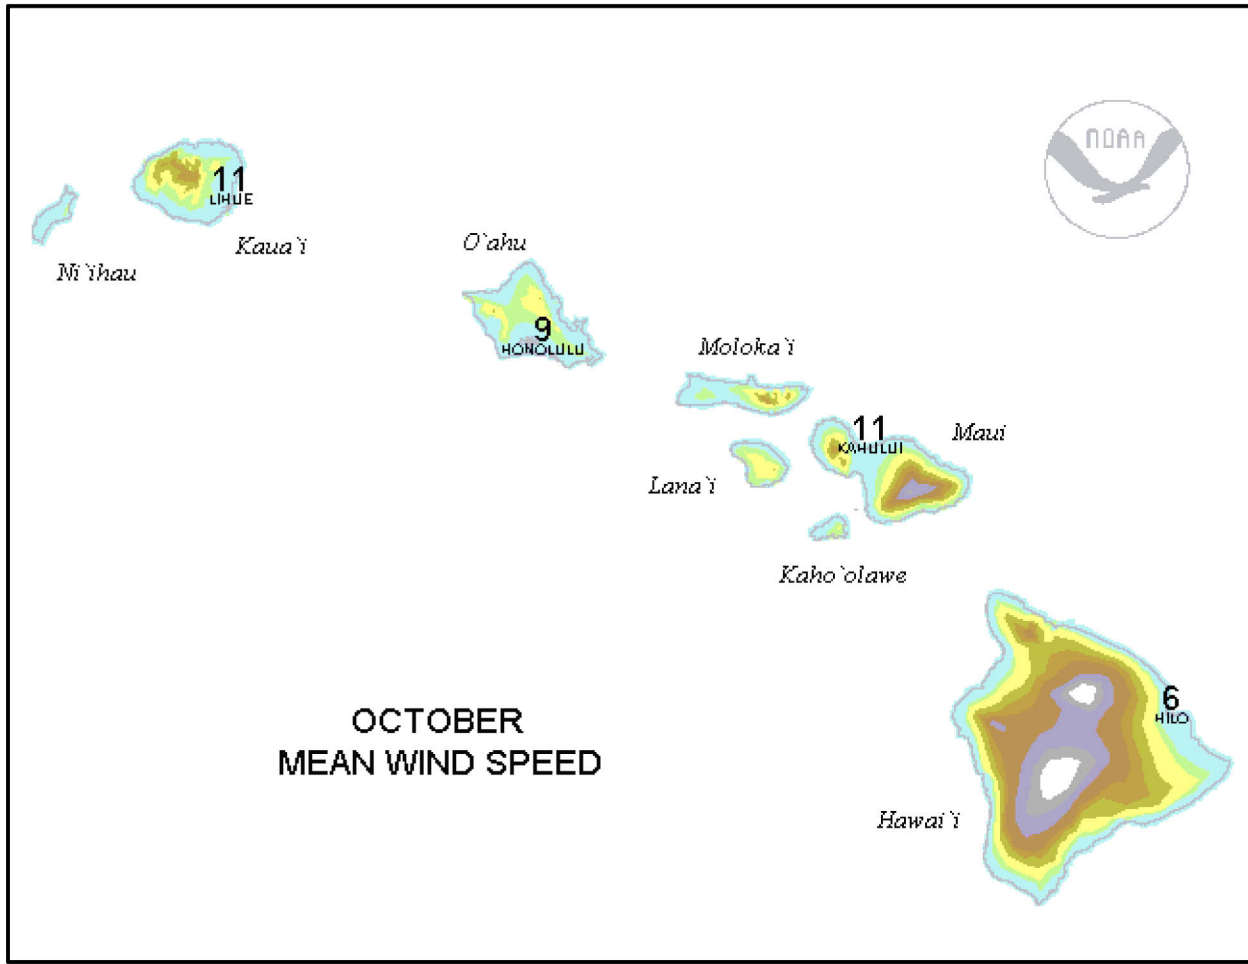 NOAA
11
LIHUE
Ni`ihau
Kaua`i
O`ahu
9
HONOLULU
Moloka`i
11
KAHULUI
Maui
Lana`i
Kaho`olawe
6
HILO
Hawai`i
OCTOBER
MEAN WIND SPEED